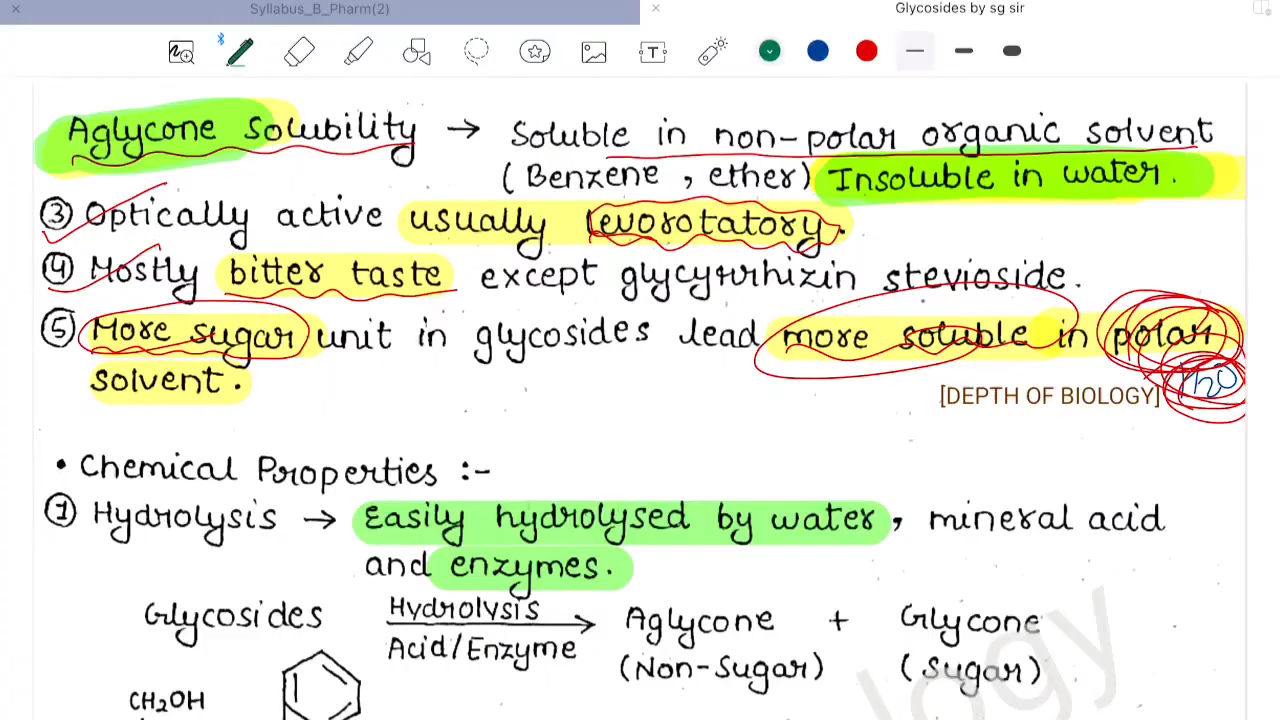 Syllabus_B_Pharm(2)
Glycosides by sg sir
Aglycone Solubility → Soluble in non-polar organic solvent
(Benzene , ether) Insoluble in water.
③ Optically active usually levorotatory.
④ Mostly bitter taste except glycyrrhizin stevioside.
⑤ More sugar unit in glycosides lead more soluble in polar
solvent.
H2O
[DEPTH OF BIOLOGY]
• Chemical Properties :-
① Hydrolysis → Easily hydrolysed by water, mineral acid
and enzymes.
Glycosides Hydrolysis Acid/Enzyme → Aglycone + Glycone
(Non-Sugar) (Sugar)
CH2OH
ology